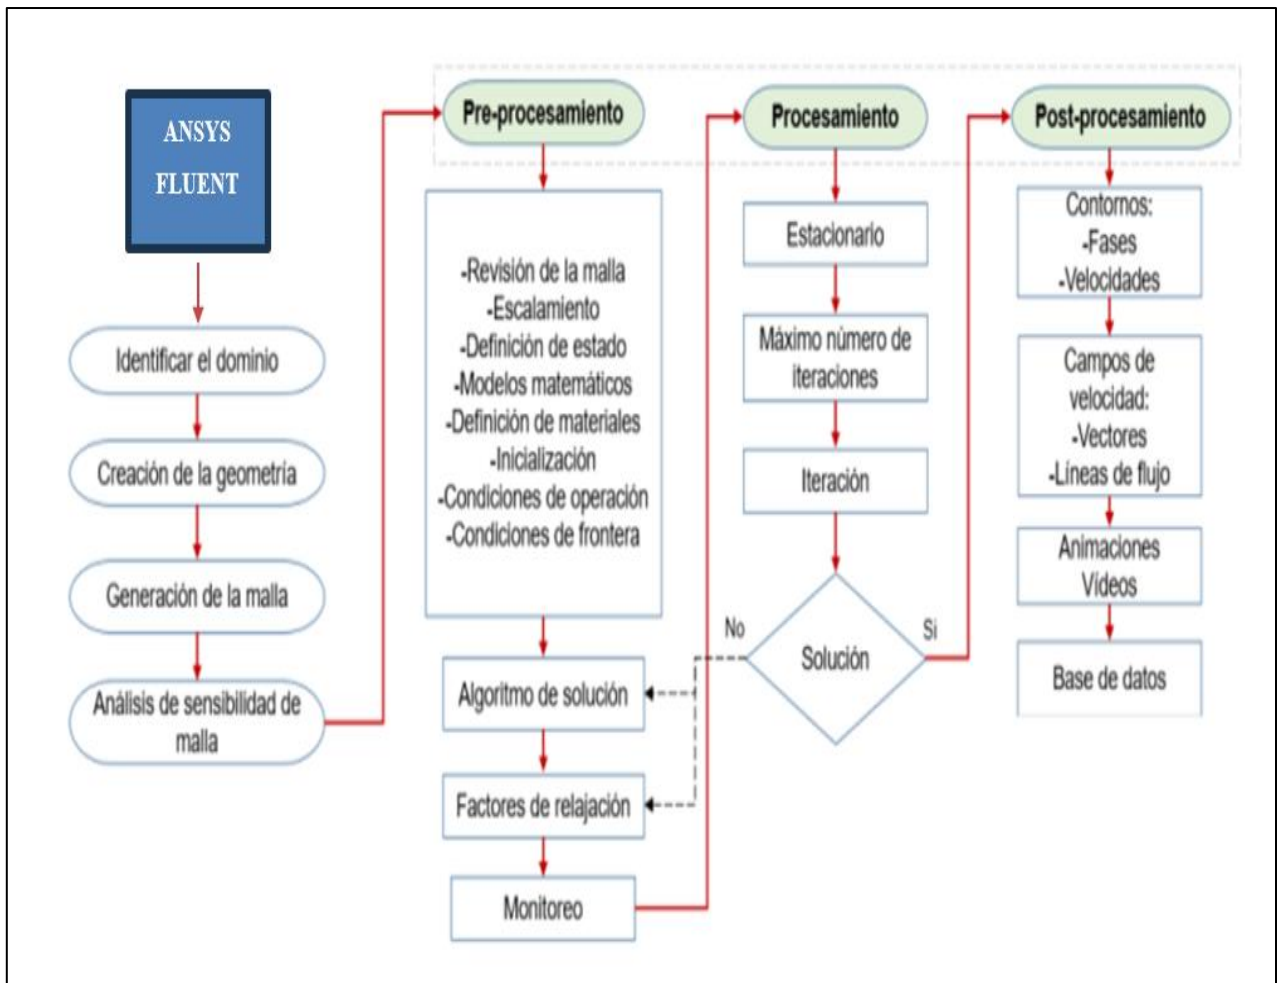 ANSYS
FLUENT
Identificar el dominio
Creación de la geometría
Generación de la malla
Análisis de sensibilidad de
malla
Pre-procesamiento
-Revisión de la malla
-Escalamiento
-Definición de estado
-Modelos matemáticos
-Definición de materiales
-Inicialización
-Condiciones de operación
-Condiciones de frontera
Algoritmo de solución
Factores de relajación
Monitoreo
Procesamiento
Estacionario
Máximo número de
iteraciones
Iteración
No
Solución
Si
Post-procesamiento
Contornos:
-Fases
-Velocidades
Campos de
velocidad:
-Vectores
-Líneas de flujo
Animaciones
Vídeos
Base de datos